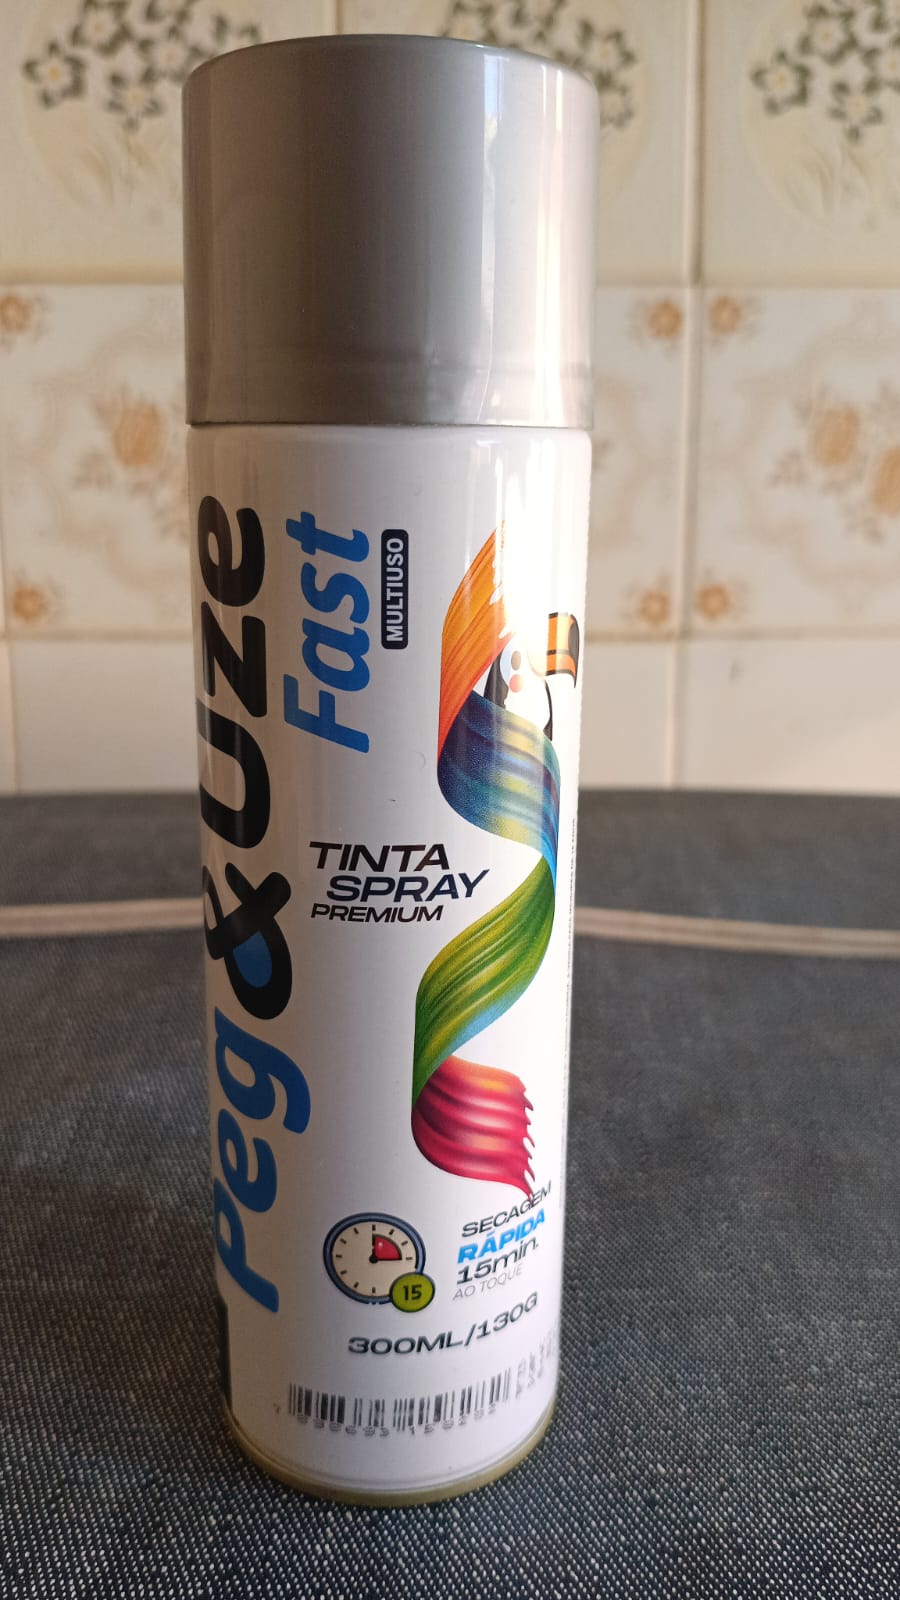 Peg&Uze
Fast
MULTIUSO
TINTA
SPRAY
PREMIUM
15
SECAGEM
RÁPIDA
15min.
AO TOQUE
300ML/130G